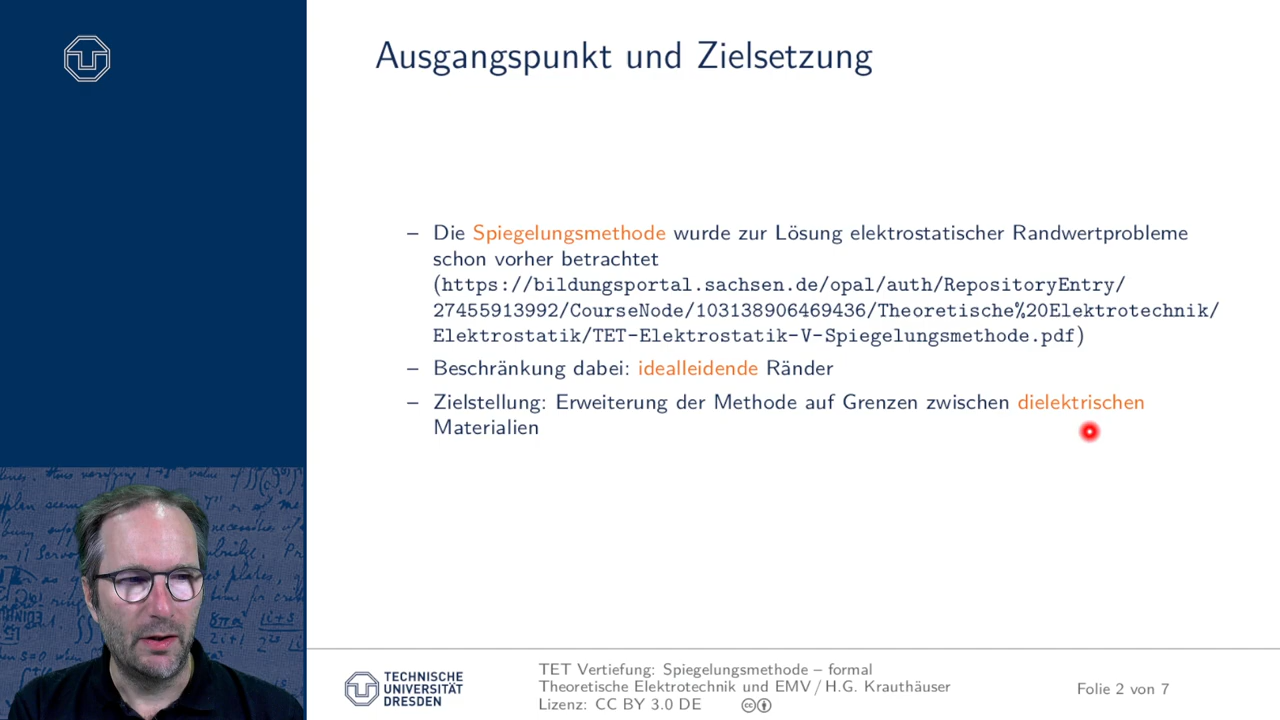 Ausgangspunkt und Zielsetzung
– Die Spiegelungsmethode wurde zur Lösung elektrostatischer Randwertprobleme
schon vorher betrachtet
(https://bildungsportal.sachsen.de/opal/auth/RepositoryEntry/
27455913992/CourseNode/103138906469436/Theoretische%20Elektrotechnik/
Elektrostatik/TET-Elektrostatik-V-Spiegelungsmethode.pdf)
– Beschränkung dabei: idealleidende Ränder
– Zielstellung: Erweiterung der Methode auf Grenzen zwischen dielektrischen
Materialien
TECHNISCHE
UNIVERSITÄT
DRESDEN
TET Vertiefung: Spiegelungsmethode – formal
Theoretische Elektrotechnik und EMV / H.G. Krauthäuser
Lizenz: CC BY 3.0 DE
Folie 2 von 7